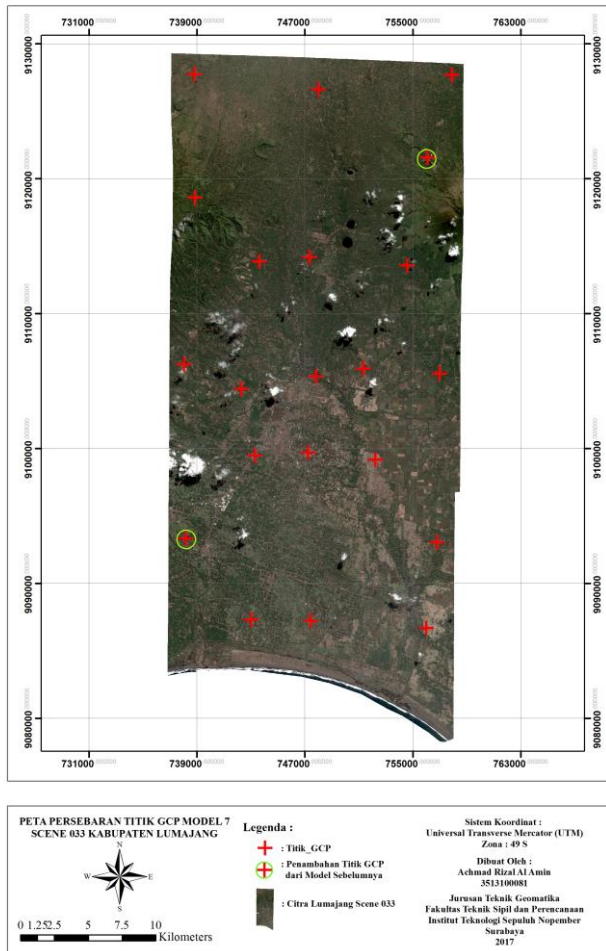 731000 739000 747000 755000 763000
9130000
9130000
9120000
9120000
9110000
9110000
9100000
9100000
9090000
9090000
9080000
9080000
731000 739000 747000 755000 763000
PETA PERSEBARAN TITIK GCP MODEL 7
SCENE 033 KABUPATEN LUMAJANG
N
W E
S
0 1.252.5 5 7.5 10
Kilometers
Legenda :
: Titik_GCP
: Penambahan Titik GCP
dari Model Sebelumnya
: Citra Lumajang Scene 033
Sistem Koordinat :
Universal Transverse Mercator (UTM)
Zona : 49 S
Dibuat Oleh :
Achmad Rizal Al Amin
3513100081
Jurusan Teknik Geomatika
Fakultas Teknik Sipil dan Perencanaan
Institut Teknologi Sepuluh Nopember
Surabaya
2017